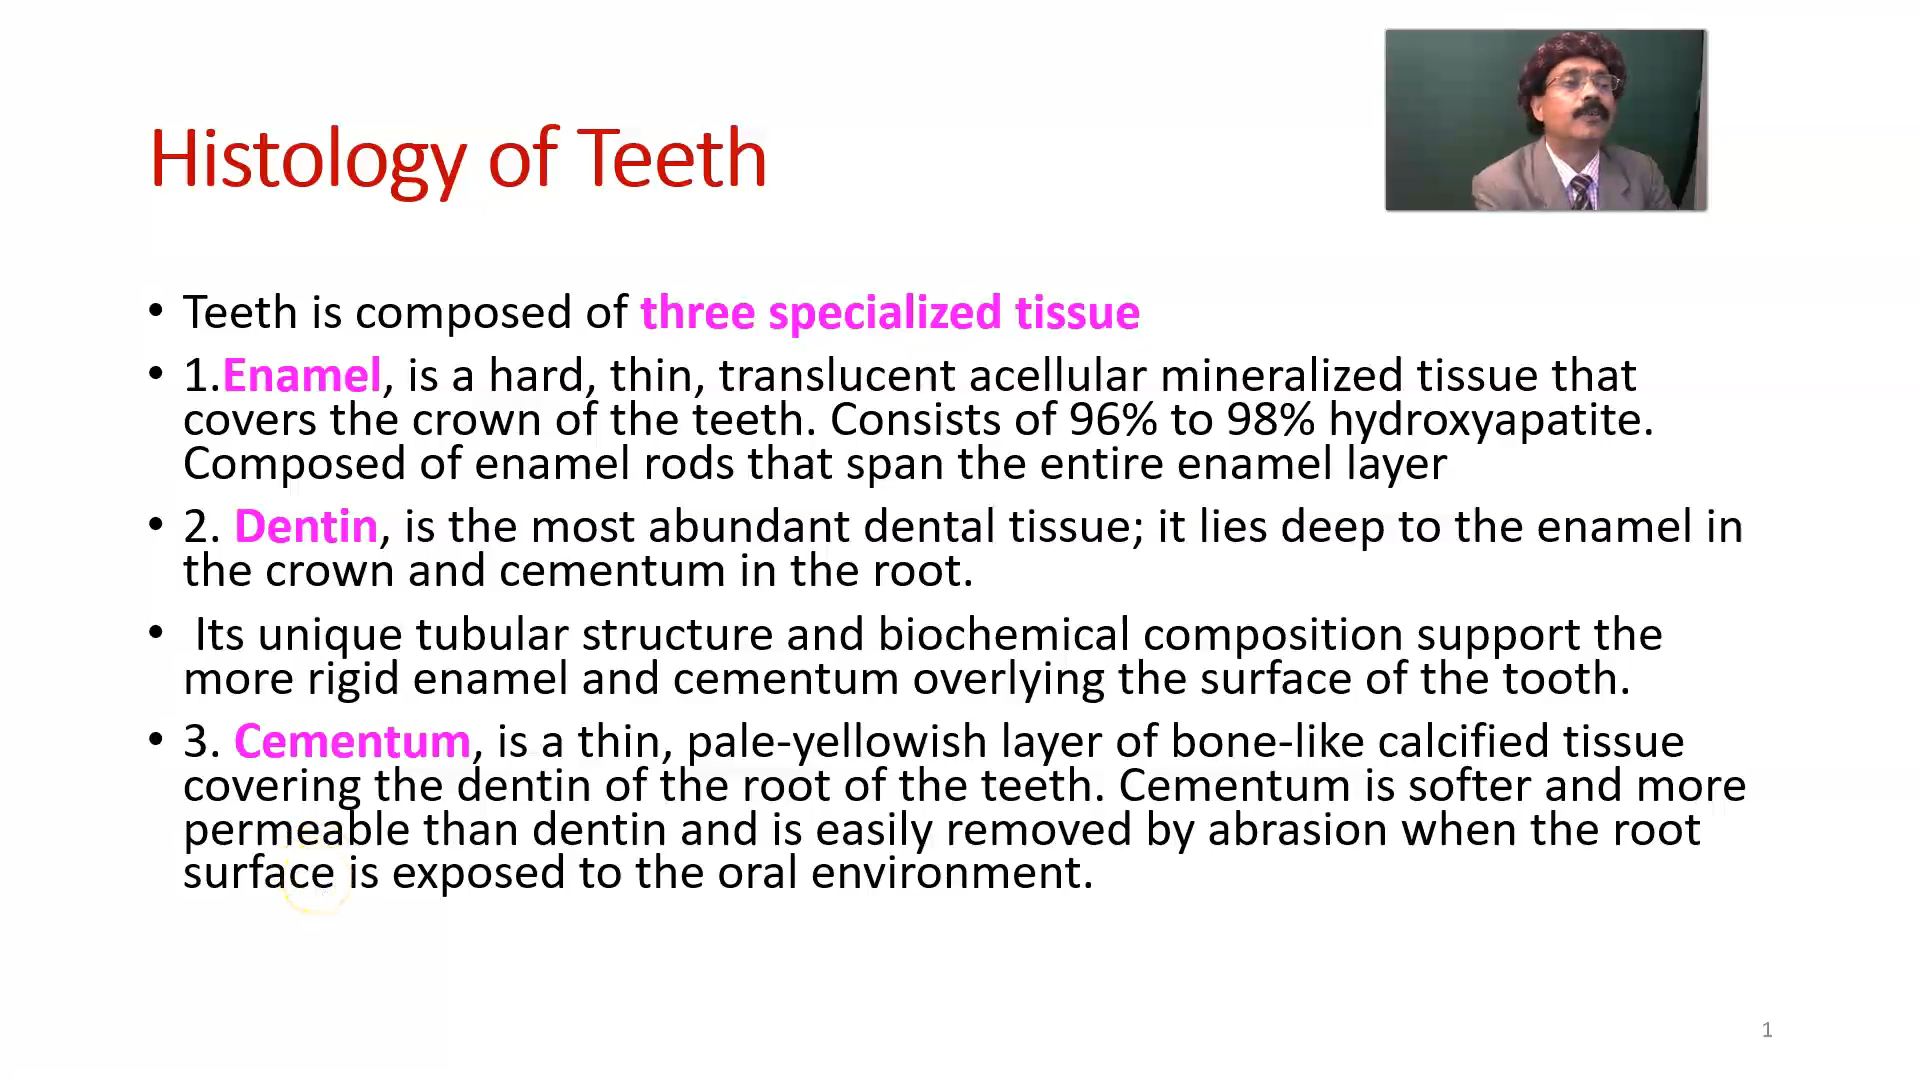 Histology of Teeth
• Teeth is composed of three specialized tissue
• 1.Enamel, is a hard, thin, translucent acellular mineralized tissue that
covers the crown of the teeth. Consists of 96% to 98% hydroxyapatite.
Composed of enamel rods that span the entire enamel layer
• 2. Dentin, is the most abundant dental tissue; it lies deep to the enamel in
the crown and cementum in the root.
• Its unique tubular structure and biochemical composition support the
more rigid enamel and cementum overlying the surface of the tooth.
• 3. Cementum, is a thin, pale-yellowish layer of bone-like calcified tissue
covering the dentin of the root of the teeth. Cementum is softer and more
permeable than dentin and is easily removed by abrasion when the root
surface is exposed to the oral environment.
1